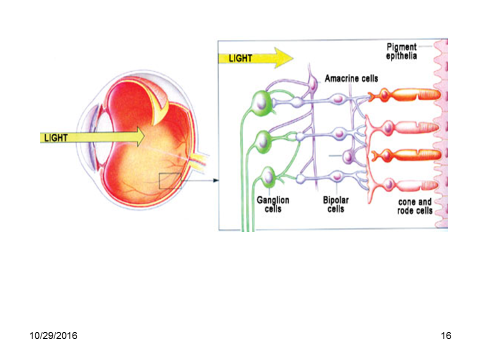 Pigment
epithelia
LIGHT
Amacrine cells
LIGHT
Ganglion
cells
Bipolar
cells
cone and
rode cells
10/29/2016
16